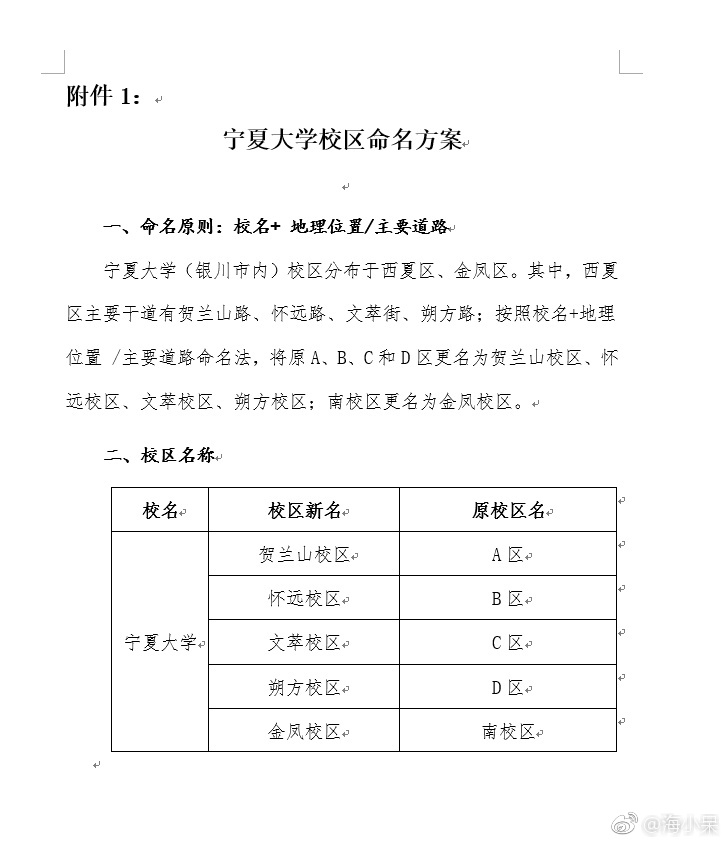 附件1：
宁夏大学校区命名方案
一、命名原则：校名+ 地理位置/主要道路
宁夏大学（银川市内）校区分布于西夏区、金凤区。其中，西夏
区主要干道有贺兰山路、怀远路、文萃街、朔方路；按照校名+地理
位置 /主要道路命名法，将原A、B、C和D区更名为贺兰山校区、怀
远校区、文萃校区、朔方校区；南校区更名为金凤校区。
二、校区名称
校名 校区新名 原校区名
贺兰山校区 A区
怀远校区 B区
宁夏大学 文萃校区 C区
朔方校区 D区
金凤校区 南校区
@海小杲